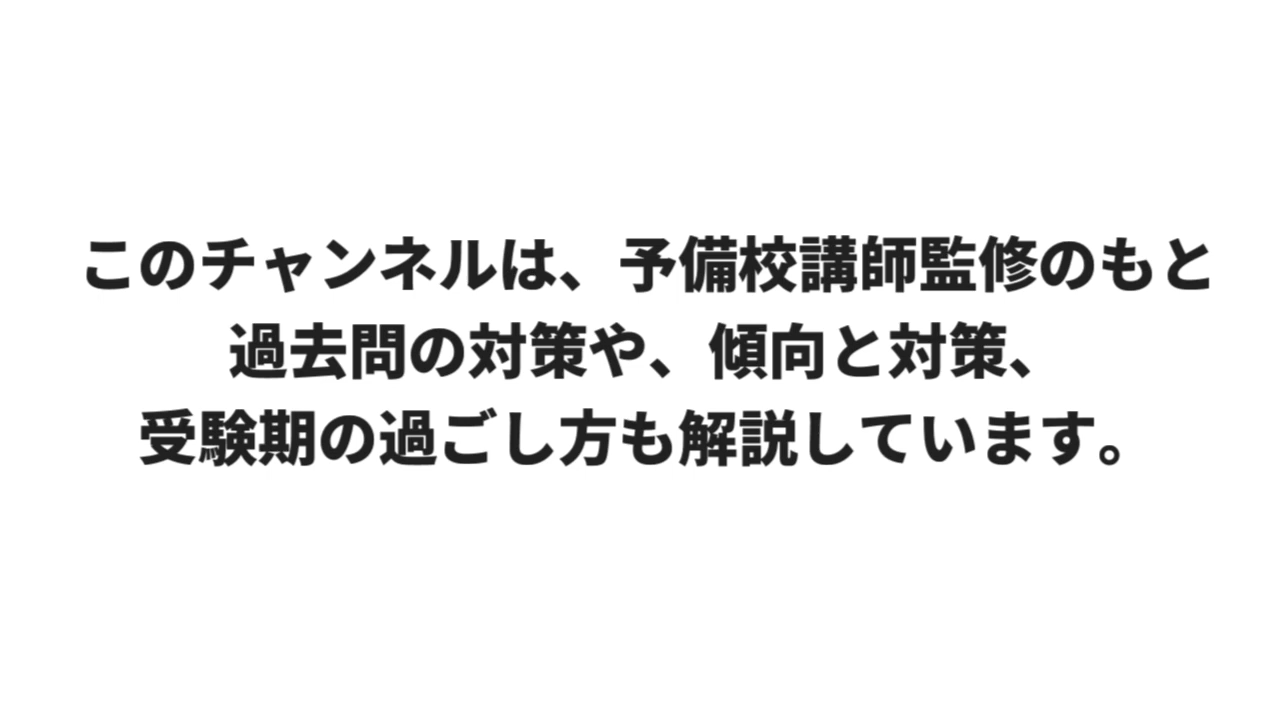 このチャンネルは、予備校講師監修のもと
過去問の対策や、傾向と対策、
受験期の過ごし方も解説しています。